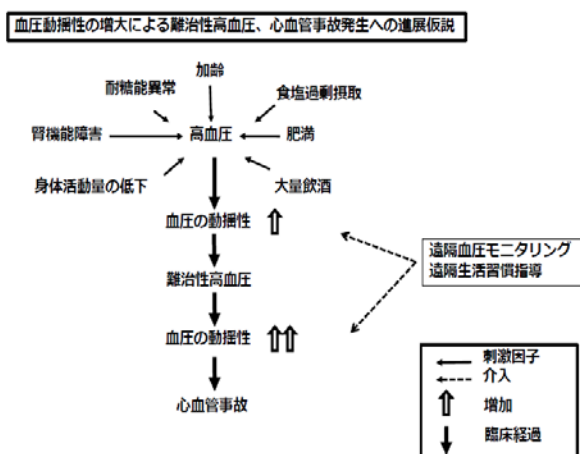 血圧動揺性の増大による難治性高血圧、心血管事故発生への進展仮説
加齢
耐糖能異常
食塩過剰摂取
腎機能障害
高血圧
肥満
身体活動量の低下
大量飲酒
血圧の動揺性
遠隔血圧モニタリング
遠隔生活習慣指導
難治性高血圧
血圧の動揺性
心血管事故
刺激因子
介入
増加
臨床経過